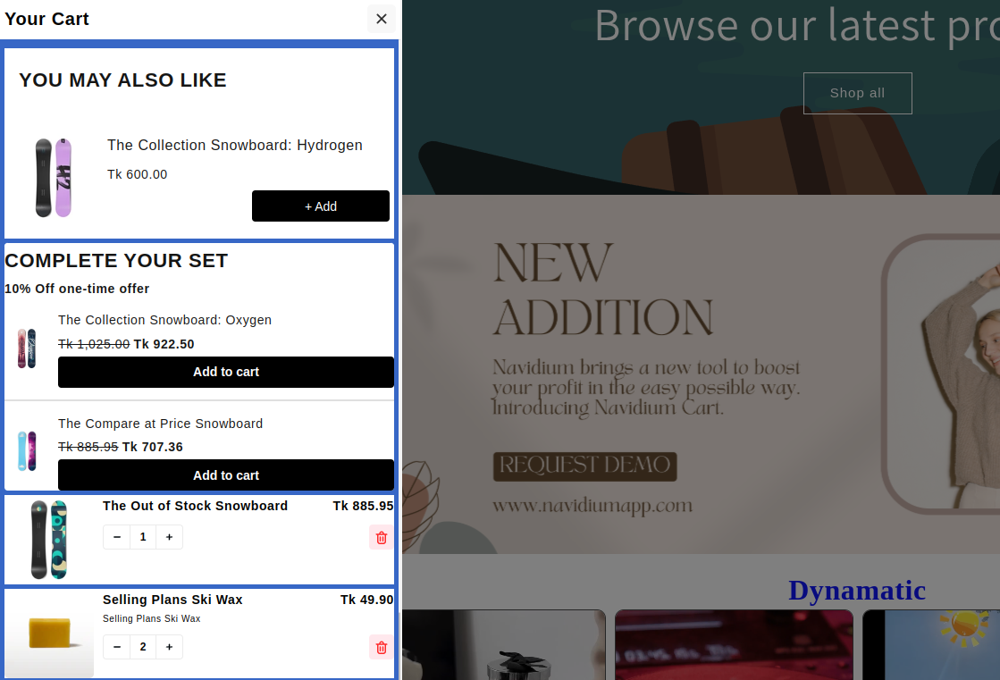 Your Cart
YOU MAY ALSO LIKE
The Collection Snowboard: Hydrogen
Tk 600.00
+ Add
COMPLETE YOUR SET
10% Off one-time offer
The Collection Snowboard: Oxygen
Tk 1,025.00 Tk 922.50
Add to cart
The Compare at Price Snowboard
Tk 885.95 Tk 707.36
Add to cart
The Out of Stock Snowboard Tk 885.95
− 1 +
Selling Plans Ski Wax Tk 49.90
Selling Plans Ski Wax
− 2 +
Browse our latest pro
Shop all
NEW
ADDITION
Navidium brings a new tool to boost
your profit in the easy possible way.
Introducing Navidium Cart.
REQUEST DEMO
www.navidiumapp.com
Dynamatic